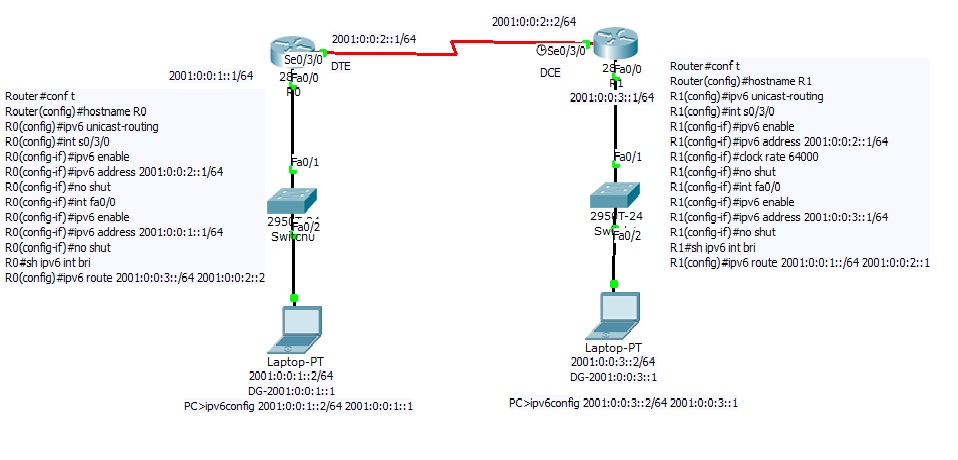 2001:0:0:2::2/64
2001:0:0:2::1/64
Se0/3/0
Se0/3/0
DTE
DCE
2001:0:0:1::1/64
Fa0/0
R0
Fa0/0
R1
2001:0:0:3::1/64
Router#conf t
Router(config)#hostname R0
R0(config)#ipv6 unicast-routing
R0(config)#int s0/3/0
R0(config-if)#ipv6 enable
R0(config-if)#ipv6 address 2001:0:0:2::1/64
R0(config-if)#no shut
R0(config-if)#int fa0/0
R0(config-if)#ipv6 enable
R0(config-if)#ipv6 address 2001:0:0:1::1/64
R0(config-if)#no shut
R0#sh ipv6 int bri
R0(config)#ipv6 route 2001:0:0:3::/64 2001:0:0:2::2
Router#conf t
Router(config)#hostname R1
R1(config)#ipv6 unicast-routing
R1(config)#int s0/3/0
R1(config-if)#ipv6 enable
R1(config-if)#ipv6 address 2001:0:0:2::1/64
R1(config-if)#clock rate 64000
R1(config-if)#no shut
R1(config-if)#int fa0/0
R1(config-if)#ipv6 enable
R1(config-if)#ipv6 address 2001:0:0:3::1/64
R1(config-if)#no shut
R1#sh ipv6 int bri
R1(config)#ipv6 route 2001:0:0:1::/64 2001:0:0:2::1
Fa0/1
Fa0/2
Fa0/1
2950T-24
Fa0/2
Laptop-PT
2001:0:0:1::2/64
DG-2001:0:0:1::1
PC>ipv6config 2001:0:0:1::2/64 2001:0:0:1::1
Laptop-PT
2001:0:0:3::2/64
DG-2001:0:0:3::1
PC>ipv6config 2001:0:0:3::2/64 2001:0:0:3::1